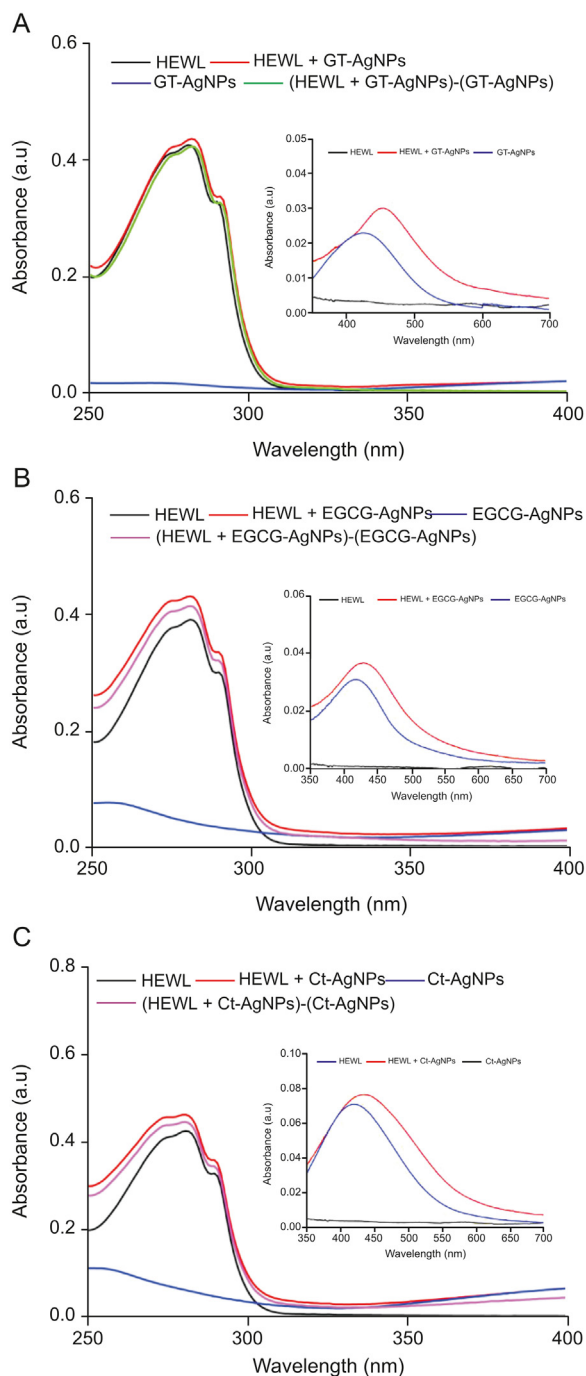 A
0.6
HEWL HEWL + GT-AgNPs
GT-AgNPs (HEWL + GT-AgNPs)-(GT-AgNPs)
0.4
0.2
0.0
Absorbance (a.u)
250 300 350 400
Wavelength (nm)
HEWL HEWL + GT-AgNPs GT-AgNPs
0.05
0.04
0.03
0.02
0.01
0.00
Absorbance (a.u)
400 500 600 700
Wavelength (nm)
B
0.6
HEWL HEWL + EGCG-AgNPs EGCG-AgNPs
(HEWL + EGCG-AgNPs)-(EGCG-AgNPs)
0.4
0.2
0.0
Absorbance (a.u)
250 300 350 400
Wavelength (nm)
HEWL HEWL + EGCG-AgNPs EGCG-AgNPs
0.06
0.04
0.02
0.00
Absorbance (a.u)
350 400 450 500 550 600 650 700
Wavelength (nm)
C
0.8
HEWL HEWL + Ct-AgNPs Ct-AgNPs
(HEWL + Ct-AgNPs)-(Ct-AgNPs)
0.6
0.4
0.2
0.0
Absorbance (a.u)
250 300 350 400
Wavelength (nm)
HEWL HEWL + Ct-AgNPs Ct-AgNPs
0.10
0.08
0.06
0.04
0.02
0.00
Absorbance (a.u)
350 400 450 500 550 600 650 700
Wavelength (nm)